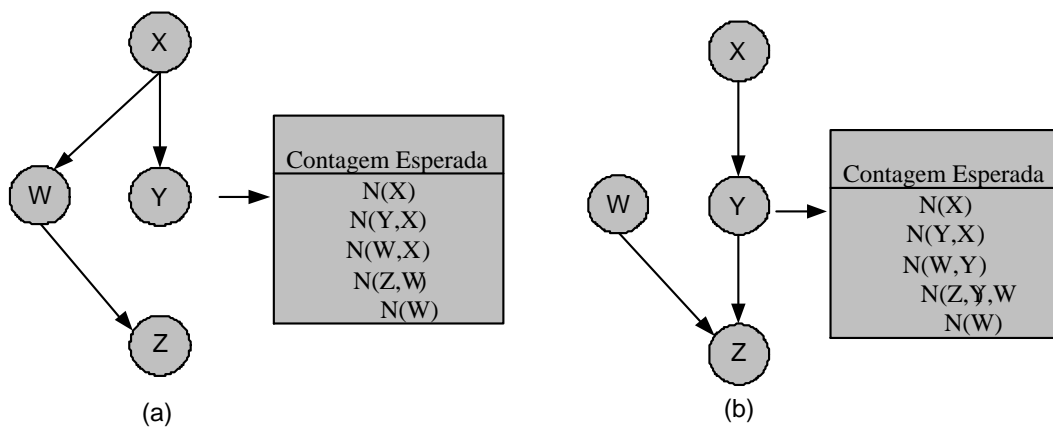 X
W
Y
Z
Contagem Esperada
N(X)
N(Y,X)
N(W,X)
N(Z,W)
N(W)
(a)
X
W
Y
Z
Contagem Esperada
N(X)
N(Y,X)
N(W,Y)
N(Z,Y),W
N(W)
(b)